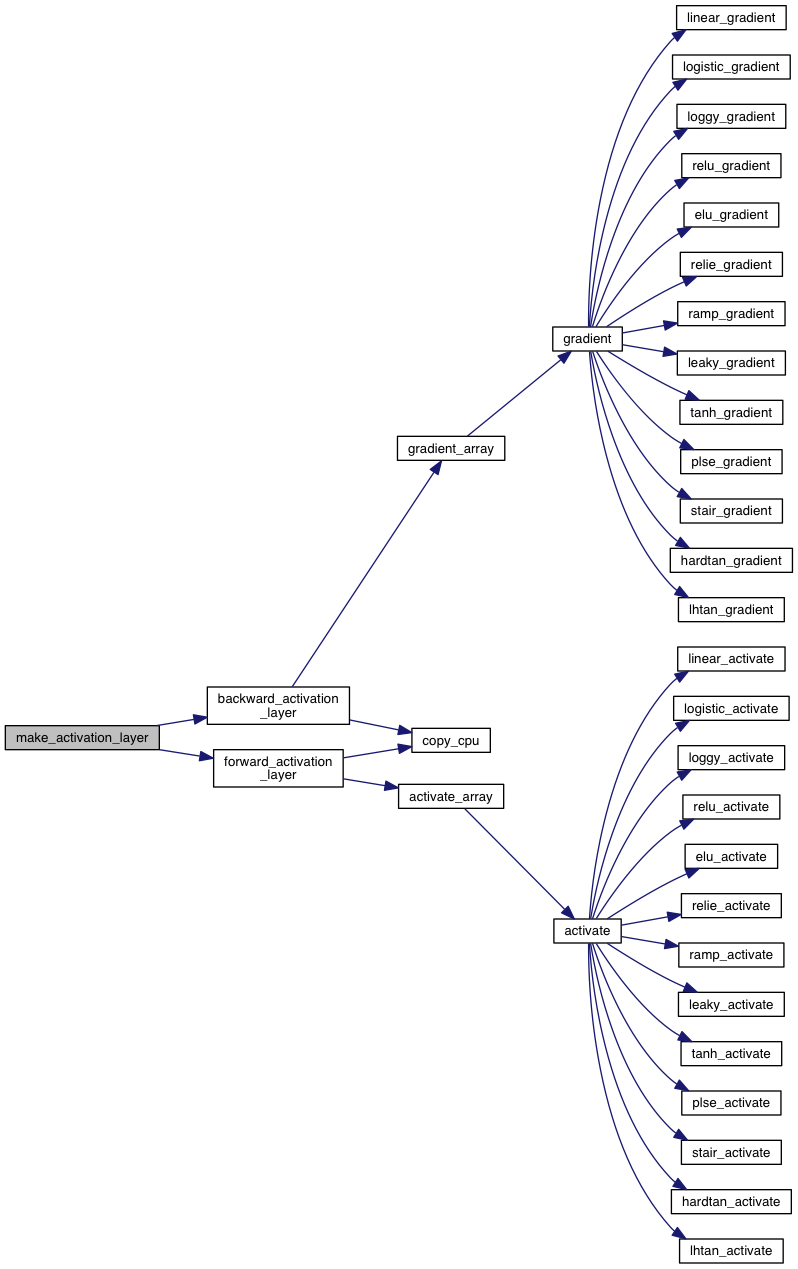 linear_gradient
logistic_gradient
loggy_gradient
relu_gradient
elu_gradient
relie_gradient
ramp_gradient
gradient
leaky_gradient
tanh_gradient
gradient_array
plse_gradient
stair_gradient
hardtan_gradient
lhtan_gradient
linear_activate
backward_activation
_layer
logistic_activate
make_activation_layer
copy_cpu
loggy_activate
forward_activation
_layer
activate_array
relu_activate
elu_activate
relie_activate
activate
ramp_activate
leaky_activate
tanh_activate
plse_activate
stair_activate
hardtan_activate
lhtan_activate